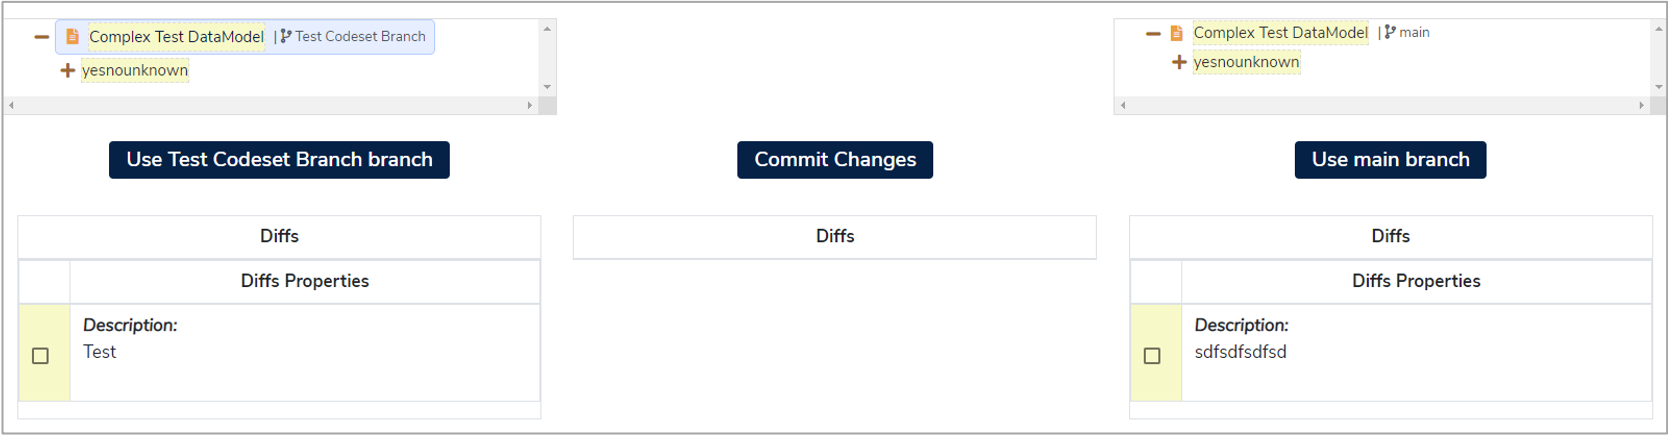 Complex Test DataModel | Test Codeset Branch
yesnounknown
Complex Test DataModel | main
yesnounknown
Use Test Codeset Branch branch
Commit Changes
Use main branch
Diffs
Diffs Properties
Description:
Test
Diffs
Diffs
Diffs Properties
Description:
sdfsdfsdfsd